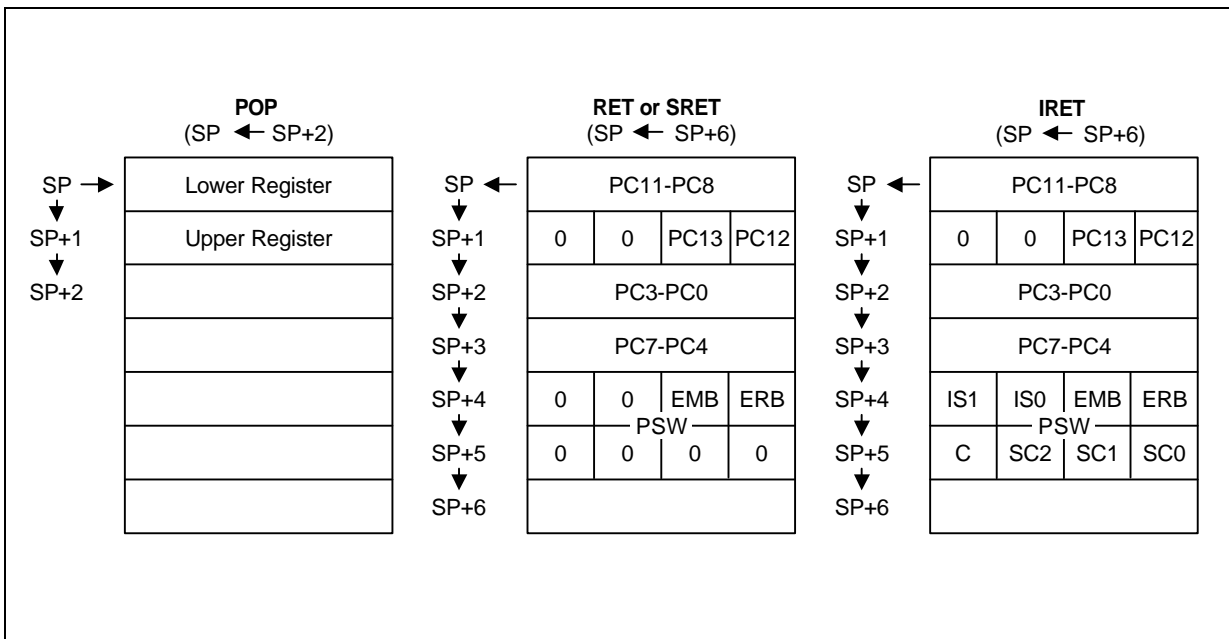 POP
(SP ← SP+2)
SP → Lower Register
SP+1 Upper Register
SP+2
RET or SRET
(SP ← SP+6)
SP ← PC11-PC8
SP+1 0 0 PC13 PC12
SP+2 PC3-PC0
SP+3 PC7-PC4
SP+4 0 0 EMB ERB
PSW
SP+5 0 0 0 0
SP+6
IRET
(SP ← SP+6)
SP ← PC11-PC8
SP+1 0 0 PC13 PC12
SP+2 PC3-PC0
SP+3 PC7-PC4
SP+4 IS1 IS0 EMB ERB
PSW
SP+5 C SC2 SC1 SC0
SP+6